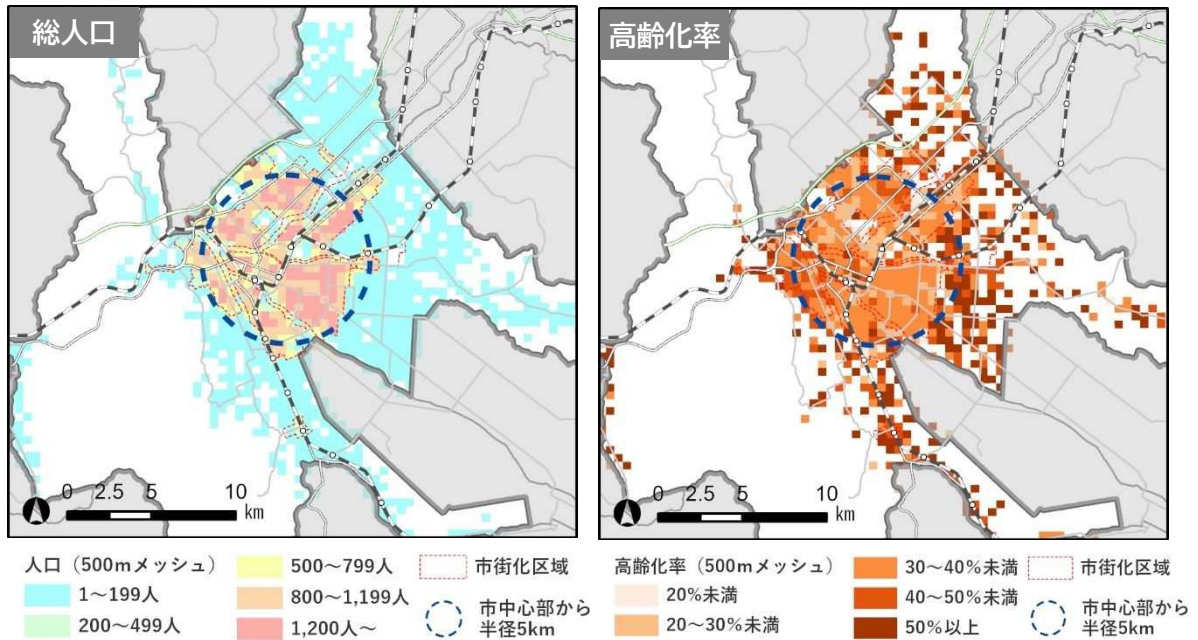 総人口
0 2.5 5 10
km
人口（500mメッシュ）
1～199人
200～499人
500～799人
800～1,199人
1,200人～
市街化区域
市中心部から
半径5km
高齢化率
0 2.5 5 10
km
高齢化率（500mメッシュ）
20%未満
20～30%未満
30～40%未満
40～50%未満
50%以上
市街化区域
市中心部から
半径5km